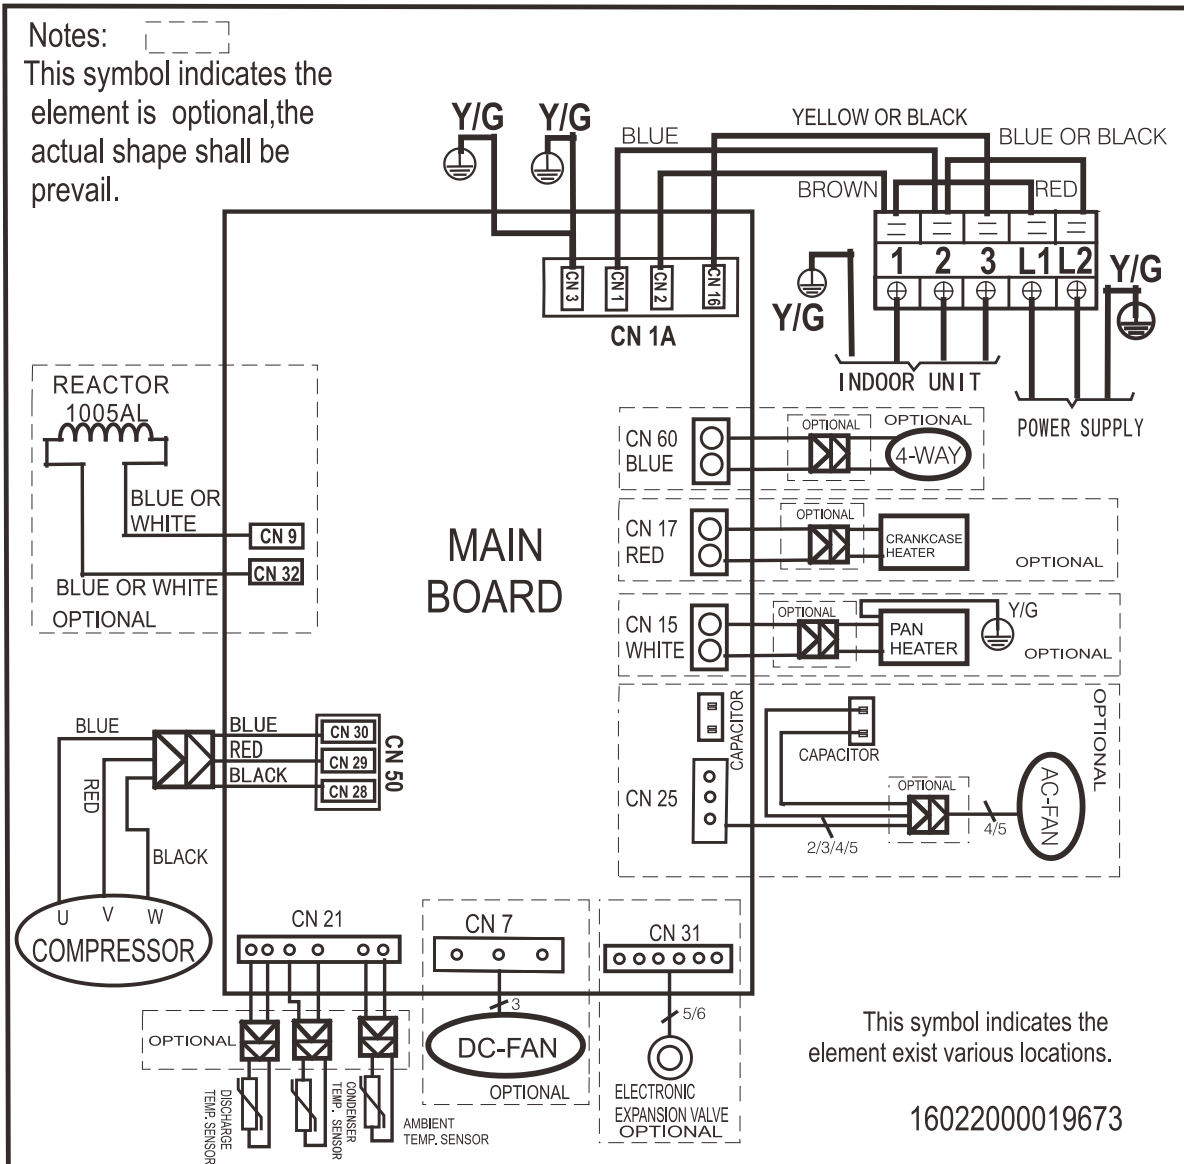 Notes:
This symbol indicates the
element is optional,the
actual shape shall be
prevail.
Y/G
Y/G
BLUE
YELLOW OR BLACK
BLUE OR BLACK
BROWN
RED
1 2 3 L1 L2
Y/G
Y/G
INDOOR UNIT
POWER SUPPLY
CN 3
CN 1
CN 2
CN 16
CN 1A
REACTOR
1005AL
BLUE OR
WHITE
CN 9
CN 32
BLUE OR WHITE
OPTIONAL
MAIN
BOARD
CN 60
BLUE
OPTIONAL
OPTIONAL
4-WAY
CN 17
RED
OPTIONAL
CRANKCASE
HEATER
OPTIONAL
CN 15
WHITE
OPTIONAL
PAN
HEATER
Y/G
OPTIONAL
CAPACITOR
CN 25
CAPACITOR
OPTIONAL
2/3/4/5
4/5
AC-FAN
OPTIONAL
BLUE
RED
BLACK
BLUE
RED
BLACK
CN 30
CN 29
CN 28
CN 50
U V W
COMPRESSOR
CN 21
OPTIONAL
DISCHARGE
TEMP. SENSOR
CONDENSER
TEMP. SENSOR
AMBIENT
TEMP. SENSOR
CN 7
3
DC-FAN
OPTIONAL
CN 31
5/6
ELECTRONIC
EXPANSION VALVE
OPTIONAL
This symbol indicates the
element exist various locations.
16022000019673